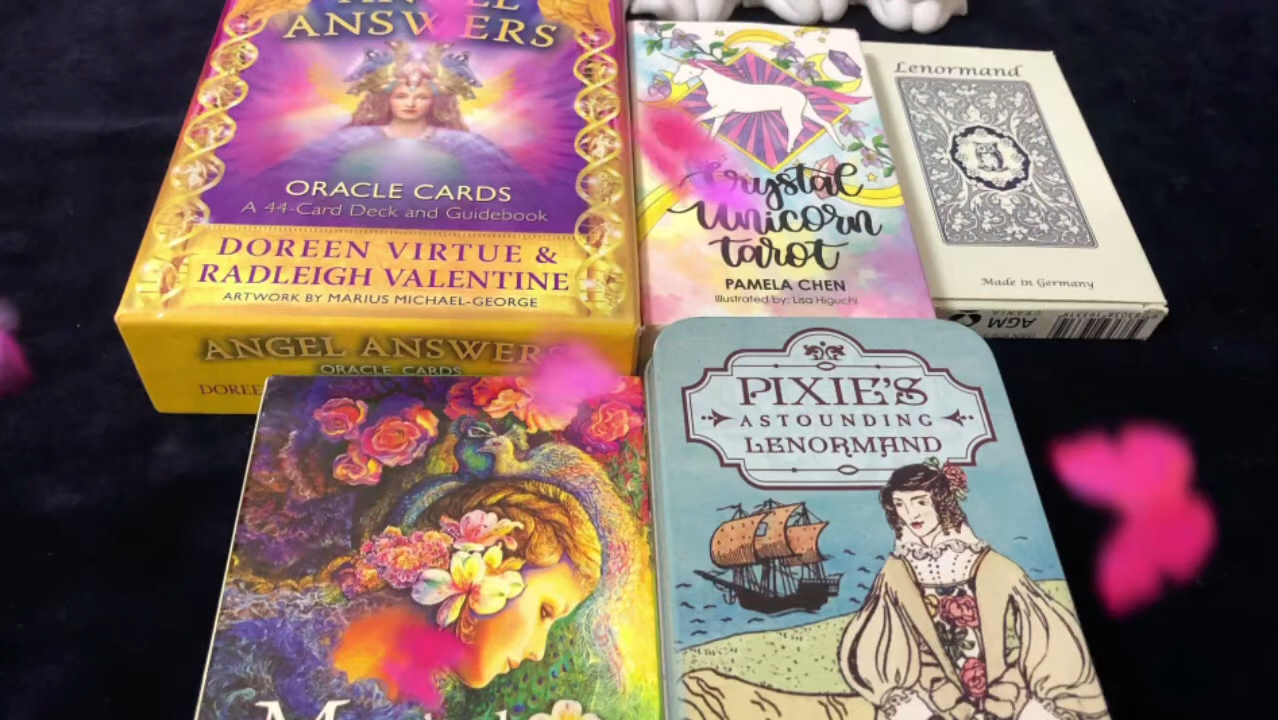 ANGEL
ANSWERS
ORACLE CARDS
A 44-Card Deck and Guidebook
DOREEN VIRTUE &
RADLEIGH VALENTINE
ARTWORK BY MARIUS MICHAEL-GEORGE
ANGEL ANSWERS
ORACLE CARDS
Crystal
Unicorn
tarot
PAMELA CHEN
Illustrated by: Lisa Higuchi
Lenormand
Made in Germany
AGM
URANIA
PIXIE'S
ASTOUNDING
LENORMAND